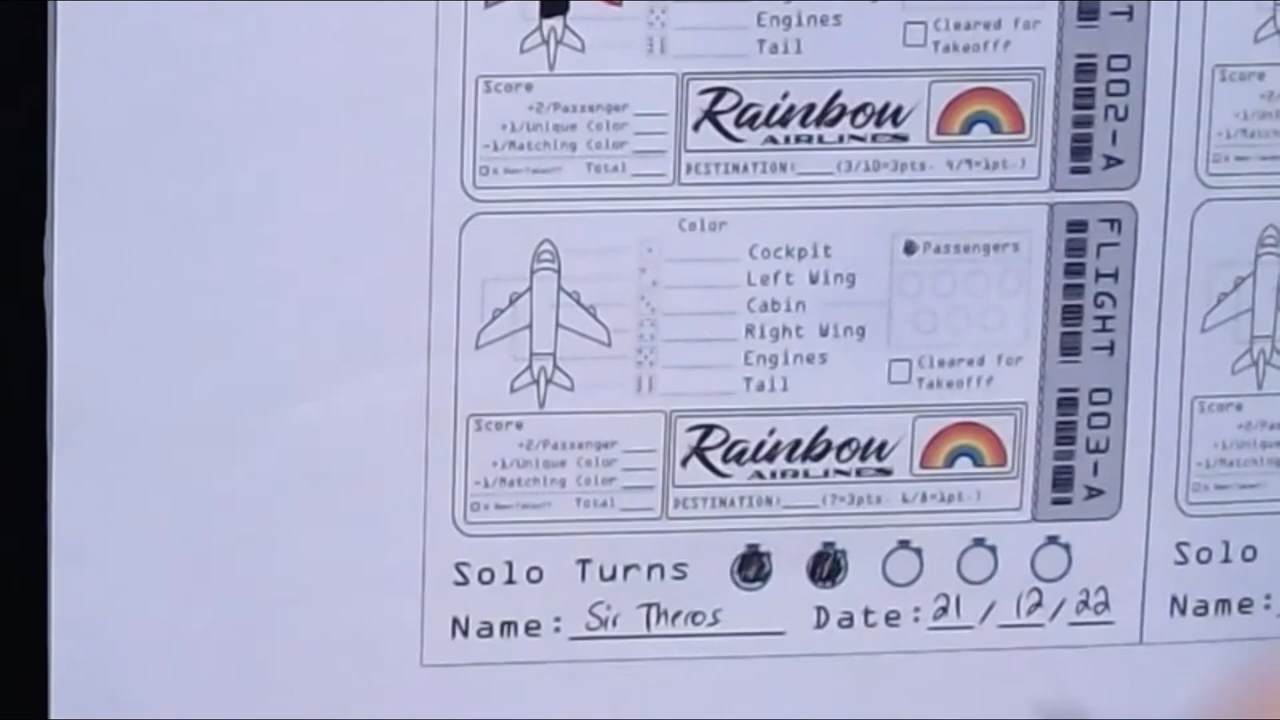 Engines
Cleared for
Tail
Takeoff?
Score
+2/Passenger
+1/Unique Color
-1/Matching Color
Total
Rainbow
AIRLINES
DESTINATION: (3/10=3pts. 4/9=1pt.)
002-A
Color
Cockpit
Left Wing
Cabin
Right Wing
Engines
Tail
Passengers
Cleared for
Takeoff?
Score
+2/Passenger
+1/Unique Color
-1/Matching Color
Total
Rainbow
AIRLINES
DESTINATION: (7=3pts. 6/8=1pt.)
FLIGHT 003-A
Solo Turns
Name: Sir Theros Date: 21/12/22
Score
Score
Solo
Name: